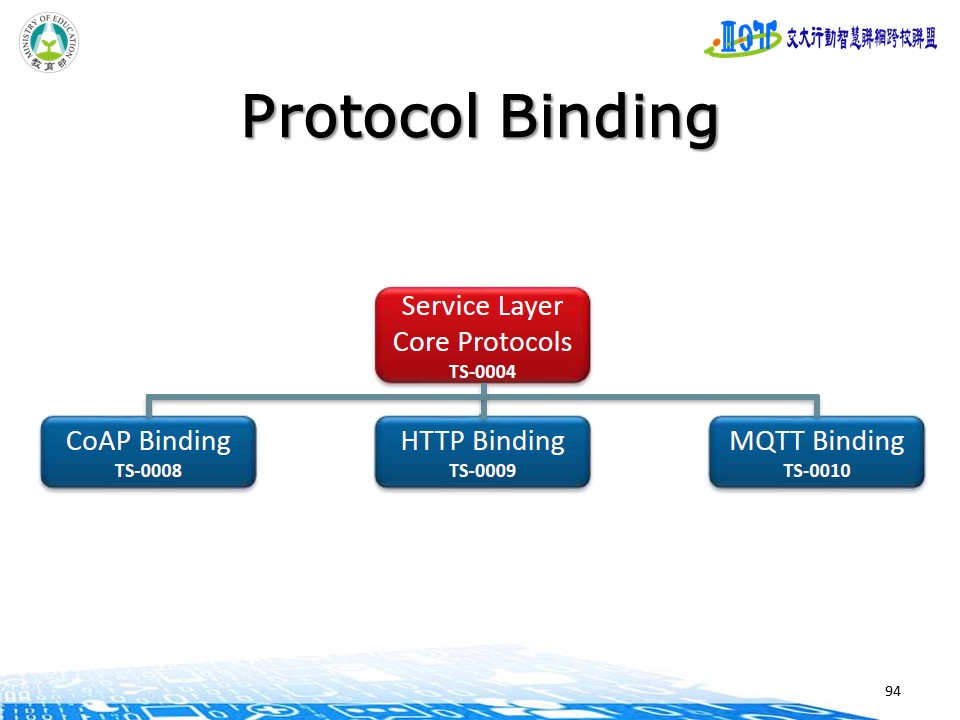 MINISTRY OF EDUCATION
教育部
交大行動智慧聯網跨校聯盟
Protocol Binding
Service Layer
Core Protocols
TS-0004
CoAP Binding
TS-0008
HTTP Binding
TS-0009
MQTT Binding
TS-0010
94